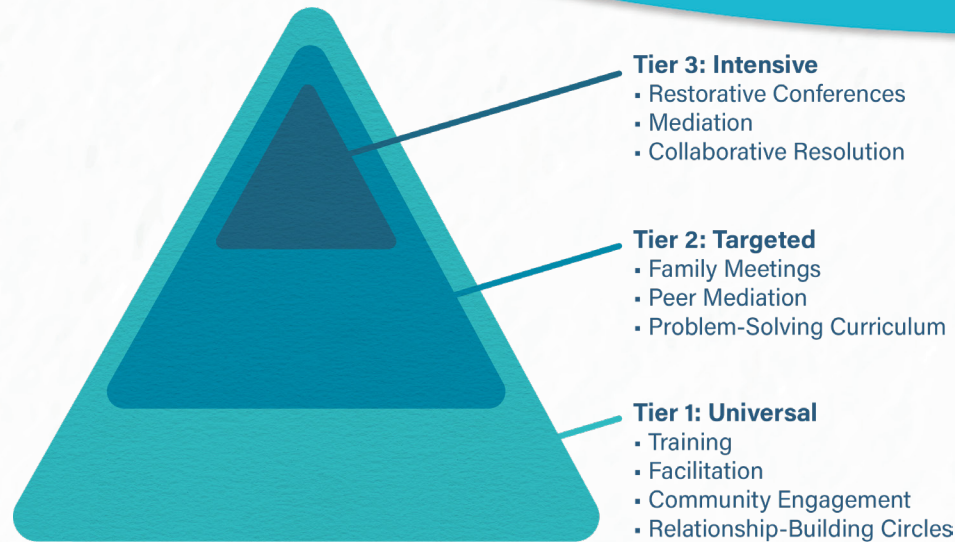 Tier 3: Intensive
▪ Restorative Conferences
▪ Mediation
▪ Collaborative Resolution
Tier 2: Targeted
▪ Family Meetings
▪ Peer Mediation
▪ Problem-Solving Curriculum
Tier 1: Universal
▪ Training
▪ Facilitation
▪ Community Engagement
▪ Relationship-Building Circles